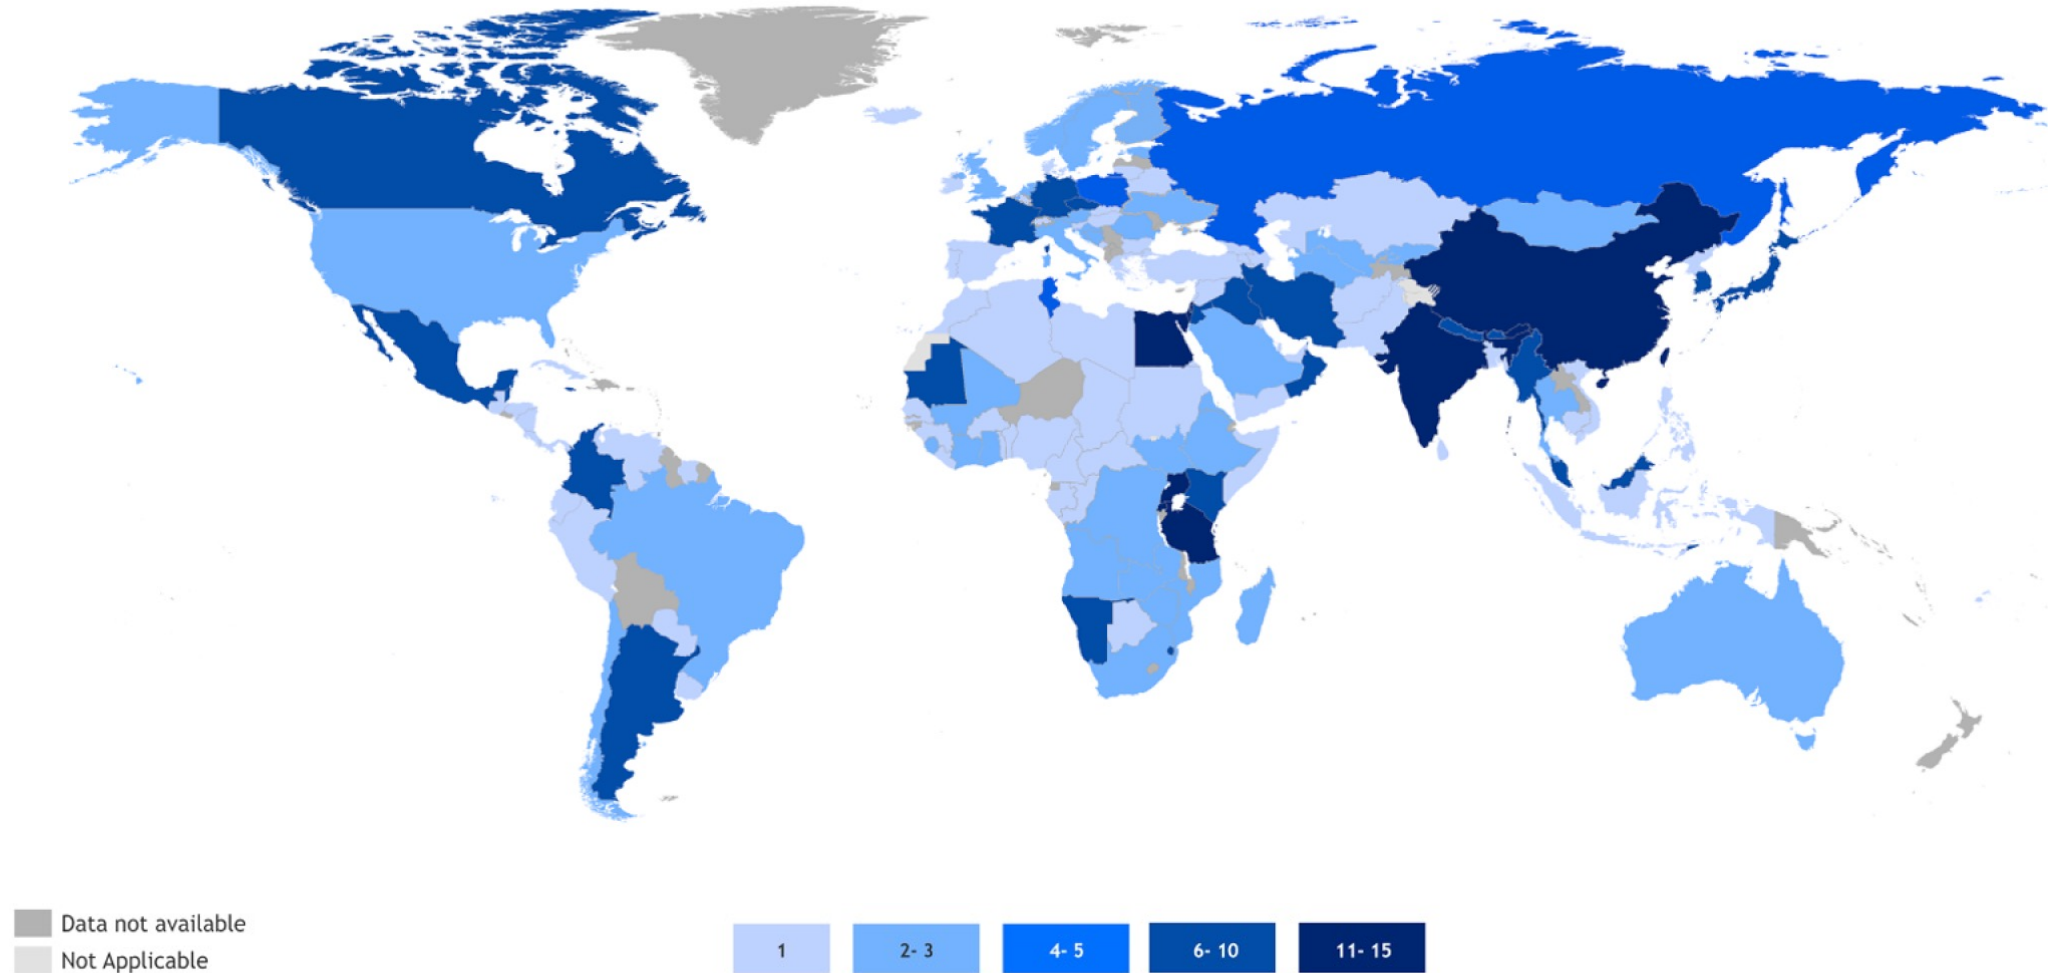 Data not available
Not Applicable
1
2- 3
4- 5
6- 10
11- 15